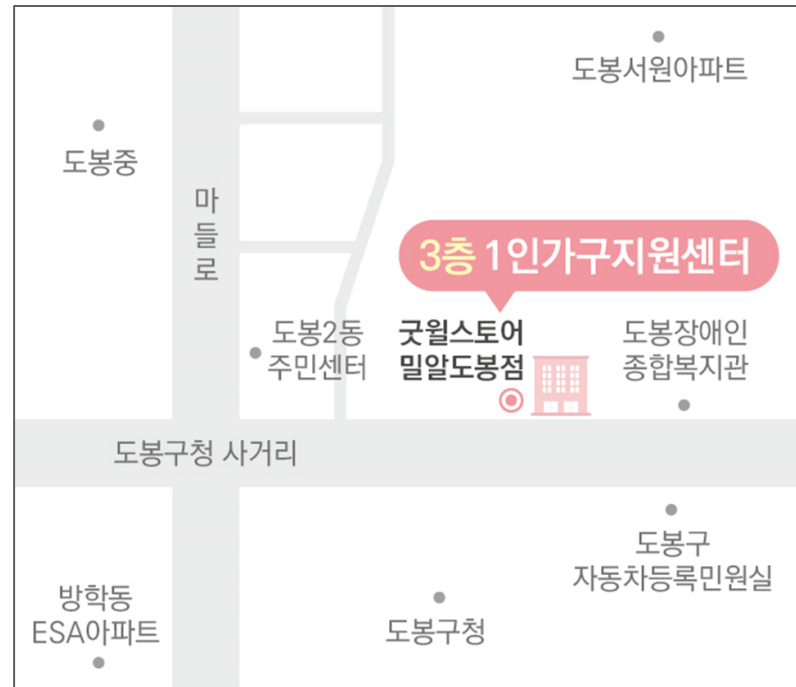 도봉서원아파트
도봉중
마들로
3층 1인가구지원센터
도봉2동
주민센터
굿윌스토어
밀알도봉점
도봉장애인
종합복지관
도봉구청 사거리
도봉구
자동차등록민원실
방학동
ESA아파트
도봉구청